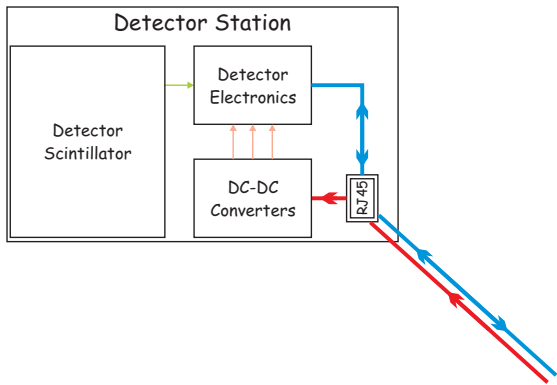 Detector Station
Detector
Electronics
Detector
Scintillator
DC-DC
Converters
RJ45